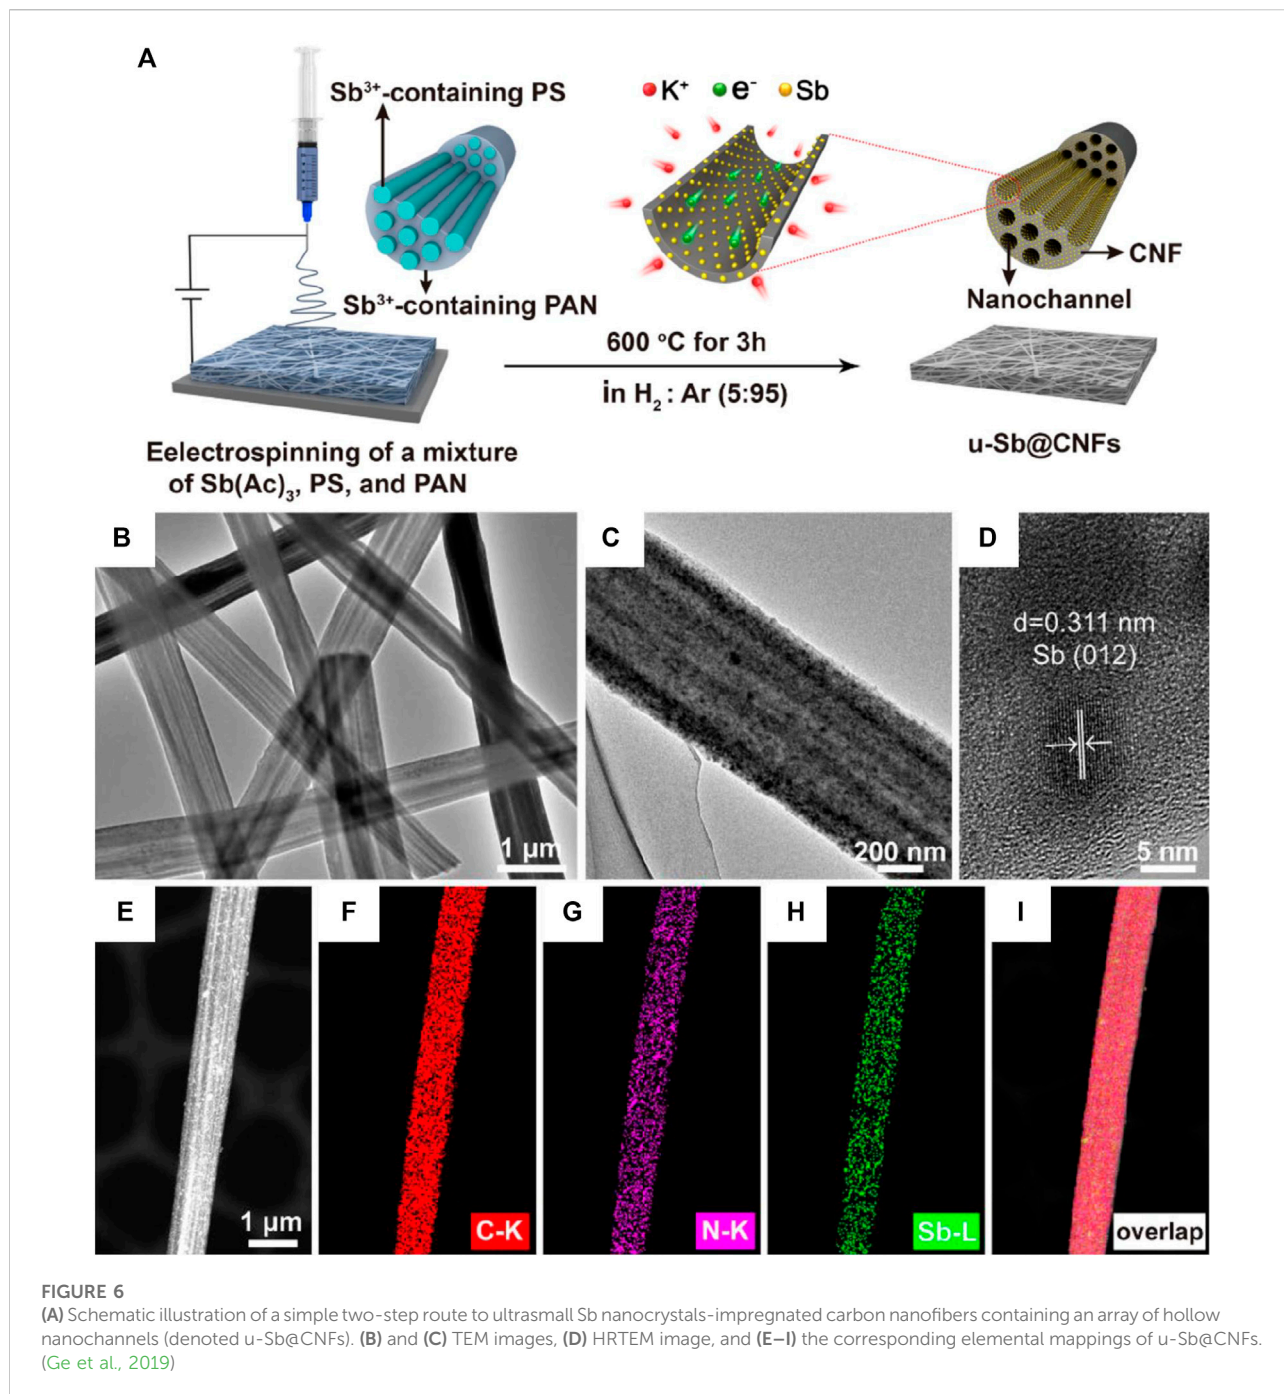 A
Sb³⁺-containing PS
K⁺ e⁻ Sb
Sb³⁺-containing PAN
CNF
Nanochannel
600 °C for 3h
in H₂ : Ar (5:95)
Eelectrospinning of a mixture
of Sb(Ac)₃, PS, and PAN
u-Sb@CNFs
B
1 µm
C
200 nm
D
d=0.311 nm
Sb (012)
5 nm
E
1 µm
F
C-K
G
N-K
H
Sb-L
I
overlap
FIGURE 6
(A) Schematic illustration of a simple two-step route to ultrasmall Sb nanocrystals-impregnated carbon nanofibers containing an array of hollow
nanochannels (denoted u-Sb@CNFs). (B) and (C) TEM images, (D) HRTEM image, and (E–I) the corresponding elemental mappings of u-Sb@CNFs.
(Ge et al., 2019)